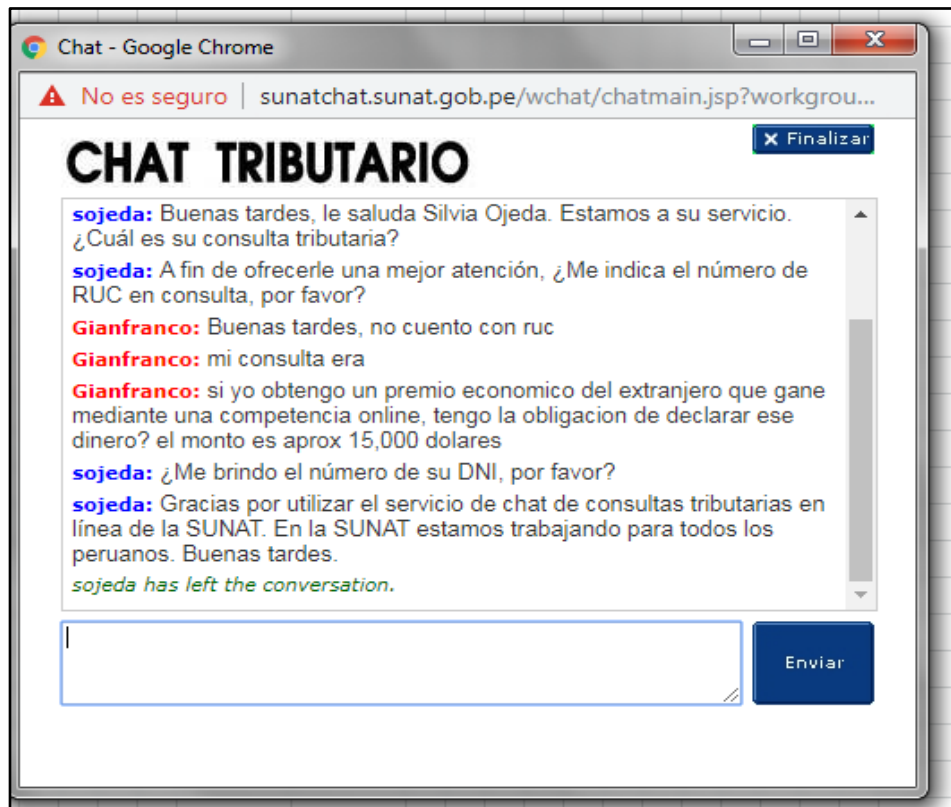 Chat - Google Chrome
No es seguro | sunatchat.sunat.gob.pe/wchat/chatmain.jsp?workgrou...
X Finalizar
CHAT TRIBUTARIO
sojeda: Buenas tardes, le saluda Silvia Ojeda. Estamos a su servicio.
¿Cuál es su consulta tributaria?
sojeda: A fin de ofrecerle una mejor atención, ¿Me indica el número de
RUC en consulta, por favor?
Gianfranco: Buenas tardes, no cuento con ruc
Gianfranco: mi consulta era
Gianfranco: si yo obtengo un premio economico del extranjero que gane
mediante una competencia online, tengo la obligacion de declarar ese
dinero? el monto es aprox 15,000 dolares
sojeda: ¿Me brindo el número de su DNI, por favor?
sojeda: Gracias por utilizar el servicio de chat de consultas tributarias en
línea de la SUNAT. En la SUNAT estamos trabajando para todos los
peruanos. Buenas tardes.
sojeda has left the conversation.
Enviar